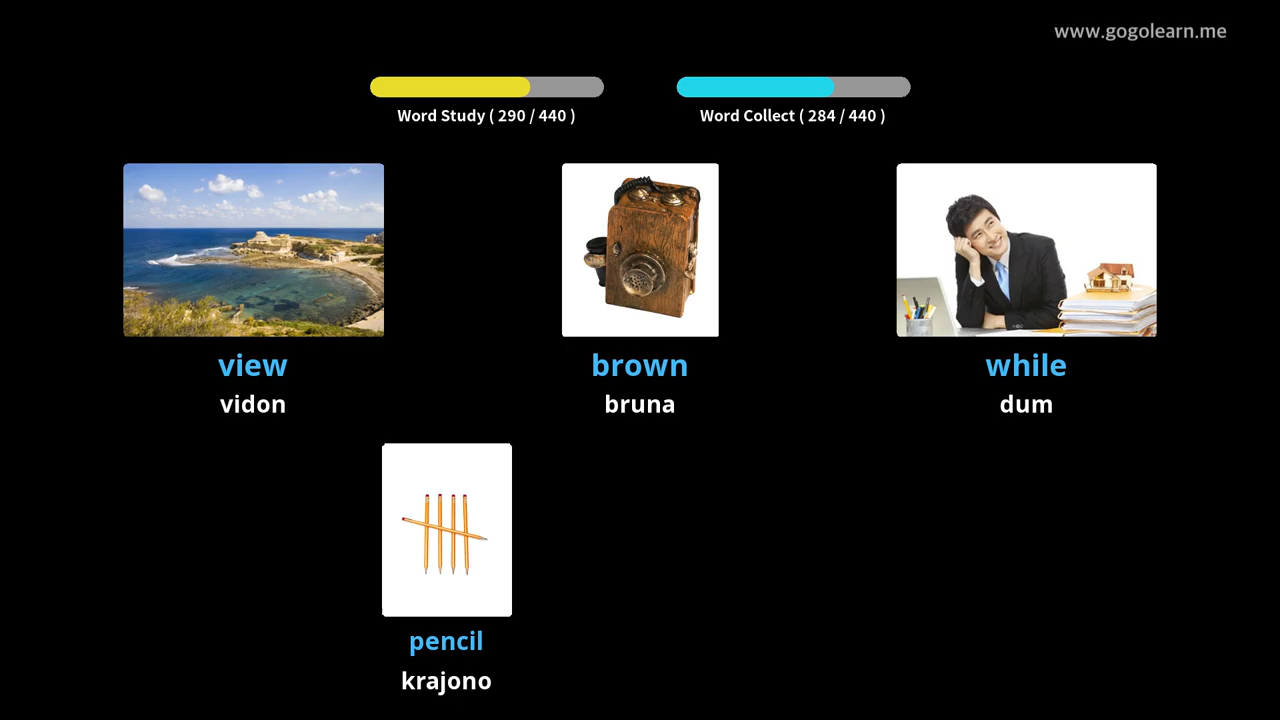 www.gogolearn.me
Word Study ( 290 / 440 )
Word Collect ( 284 / 440 )
view
vidon
brown
bruna
while
dum
pencil
krajono